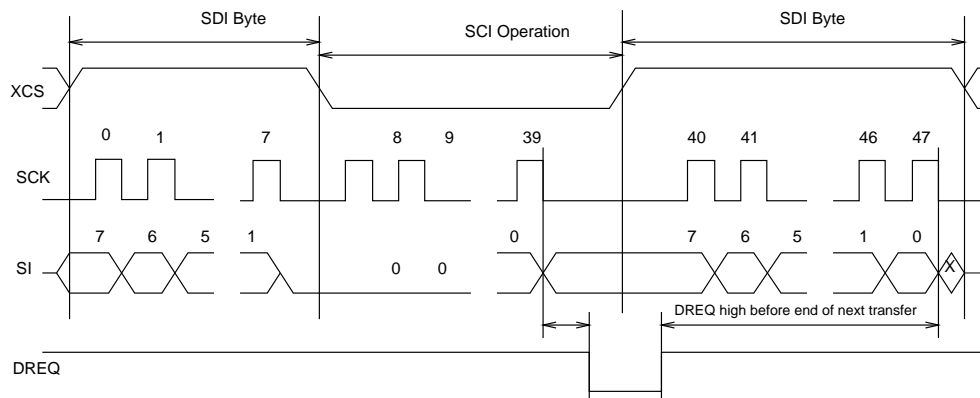 SDI Byte
SCI Operation
SDI Byte
XCS
0 1 7 8 9 39 40 41 46 47
SCK
7 6 5 1 0 7 6 5 1 0
SI
0 0 X
DREQ high before end of next transfer
DREQ